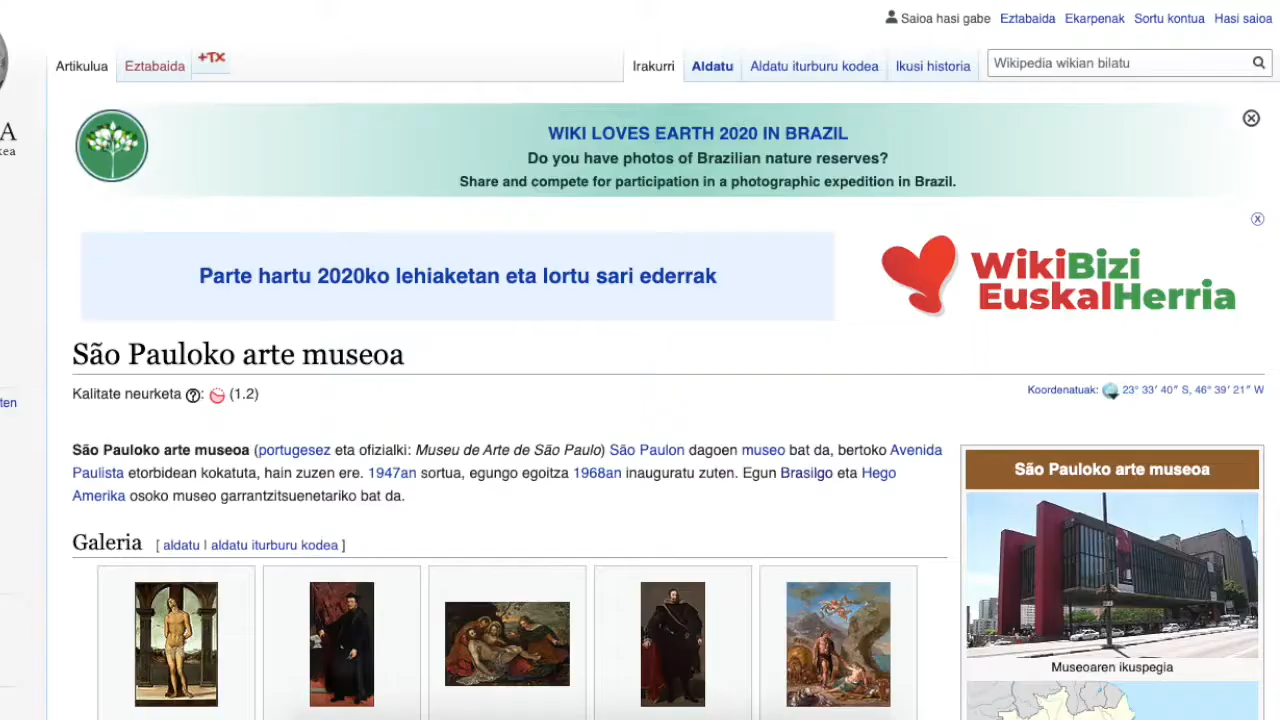 Saioa hasi gabe Eztabaida Ekarpenak Sortu kontua Hasi saioa
Artikulua Eztabaida +TX Irakurri Aldatu Aldatu iturburu kodea Ikusi historia Wikipedia wikian bilatu
WIKI LOVES EARTH 2020 IN BRAZIL
Do you have photos of Brazilian nature reserves?
Share and compete for participation in a photographic expedition in Brazil.
Parte hartu 2020ko lehiaketan eta lortu sari ederrak
WikiBizi
EuskalHerria
São Pauloko arte museoa
Kalitate neurketa ?: (1.2)
Koordenatuak: 23° 33′ 40″ S, 46° 39′ 21″ W
São Pauloko arte museoa (portugesez eta ofizialki: Museu de Arte de São Paulo) São Paulon dagoen museo bat da, bertoko Avenida
Paulista etorbidean kokatuta, hain zuzen ere. 1947an sortua, egungo egoitza 1968an inauguratu zuten. Egun Brasilgo eta Hego
Amerika osoko museo garrantzitsuenetariko bat da.
São Pauloko arte museoa
Museoaren ikuspegia
Galeria [ aldatu | aldatu iturburu kodea ]